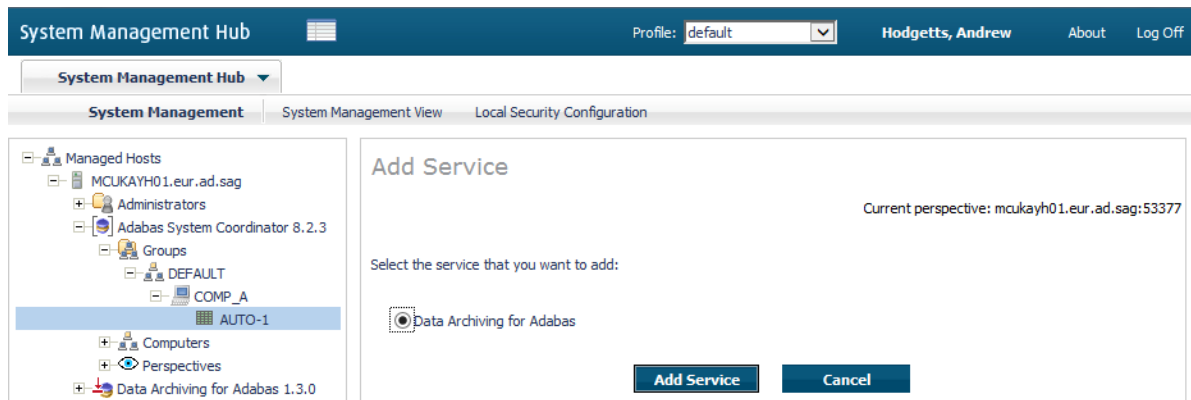 System Management Hub
Profile: default
Hodgetts, Andrew
About
Log Off
System Management Hub
System Management
System Management View
Local Security Configuration
Managed Hosts
MCUKAYH01.eur.ad.sag
Administrators
Adabas System Coordinator 8.2.3
Groups
DEFAULT
COMP_A
AUTO-1
Computers
Perspectives
Data Archiving for Adabas 1.3.0
Add Service
Current perspective: mcukayh01.eur.ad.sag:53377
Select the service that you want to add:
Data Archiving for Adabas
Add Service
Cancel